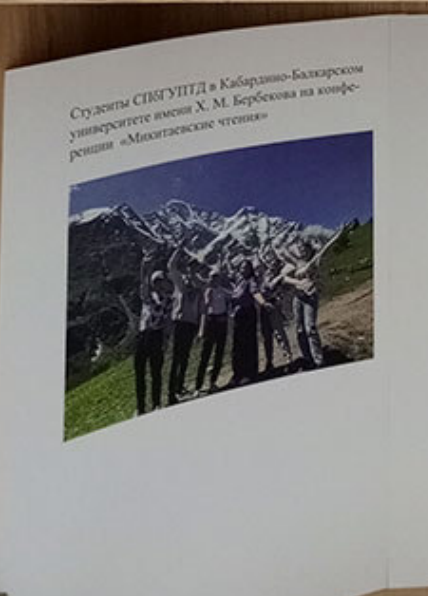 Студенты СПбГУПТД в Кабардино-Балкарском
университете имени Х. М. Бербекова на конфе-
ренции «Микитаевские чтения»